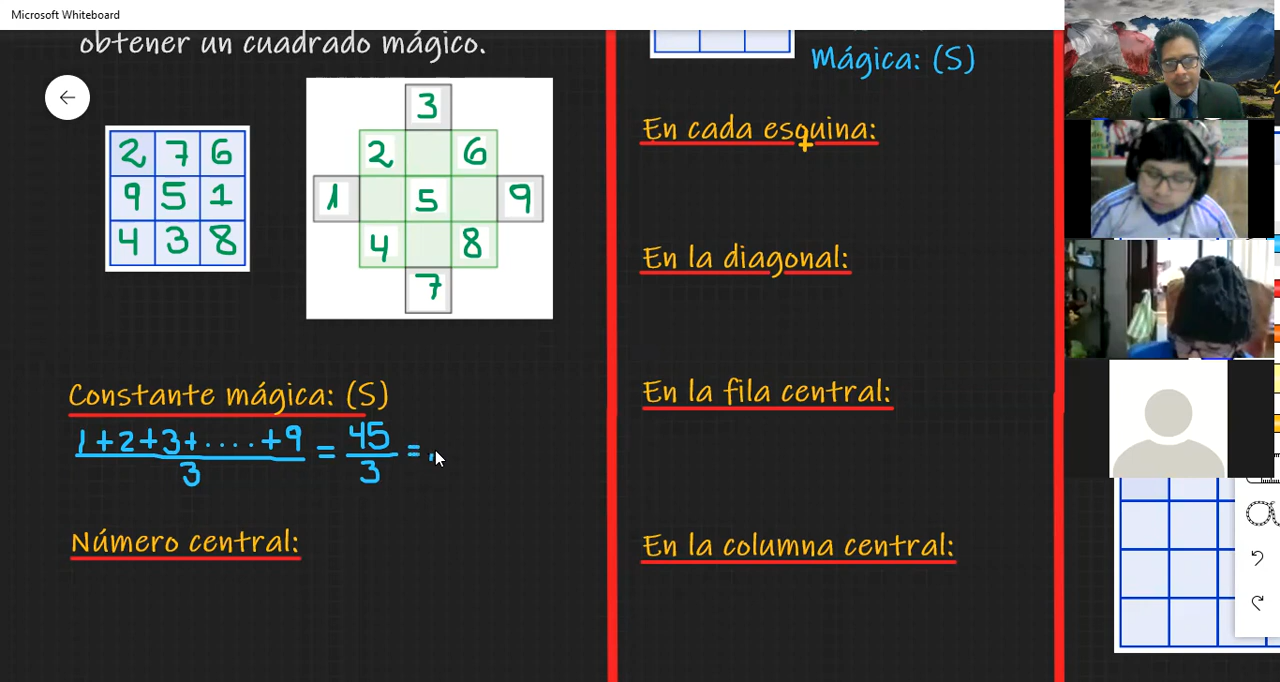 Microsoft Whiteboard
obtener un cuadrado mágico.
2 7 6
9 5 1
4 3 8
3
2 6
1 5 9
4 8
7
Constante mágica: (S)
1+2+3+.....+9
3
= 45
3
=
Número central:
Mágica: (S)
En cada esquina:
En la diagonal:
En la fila central:
En la columna central: